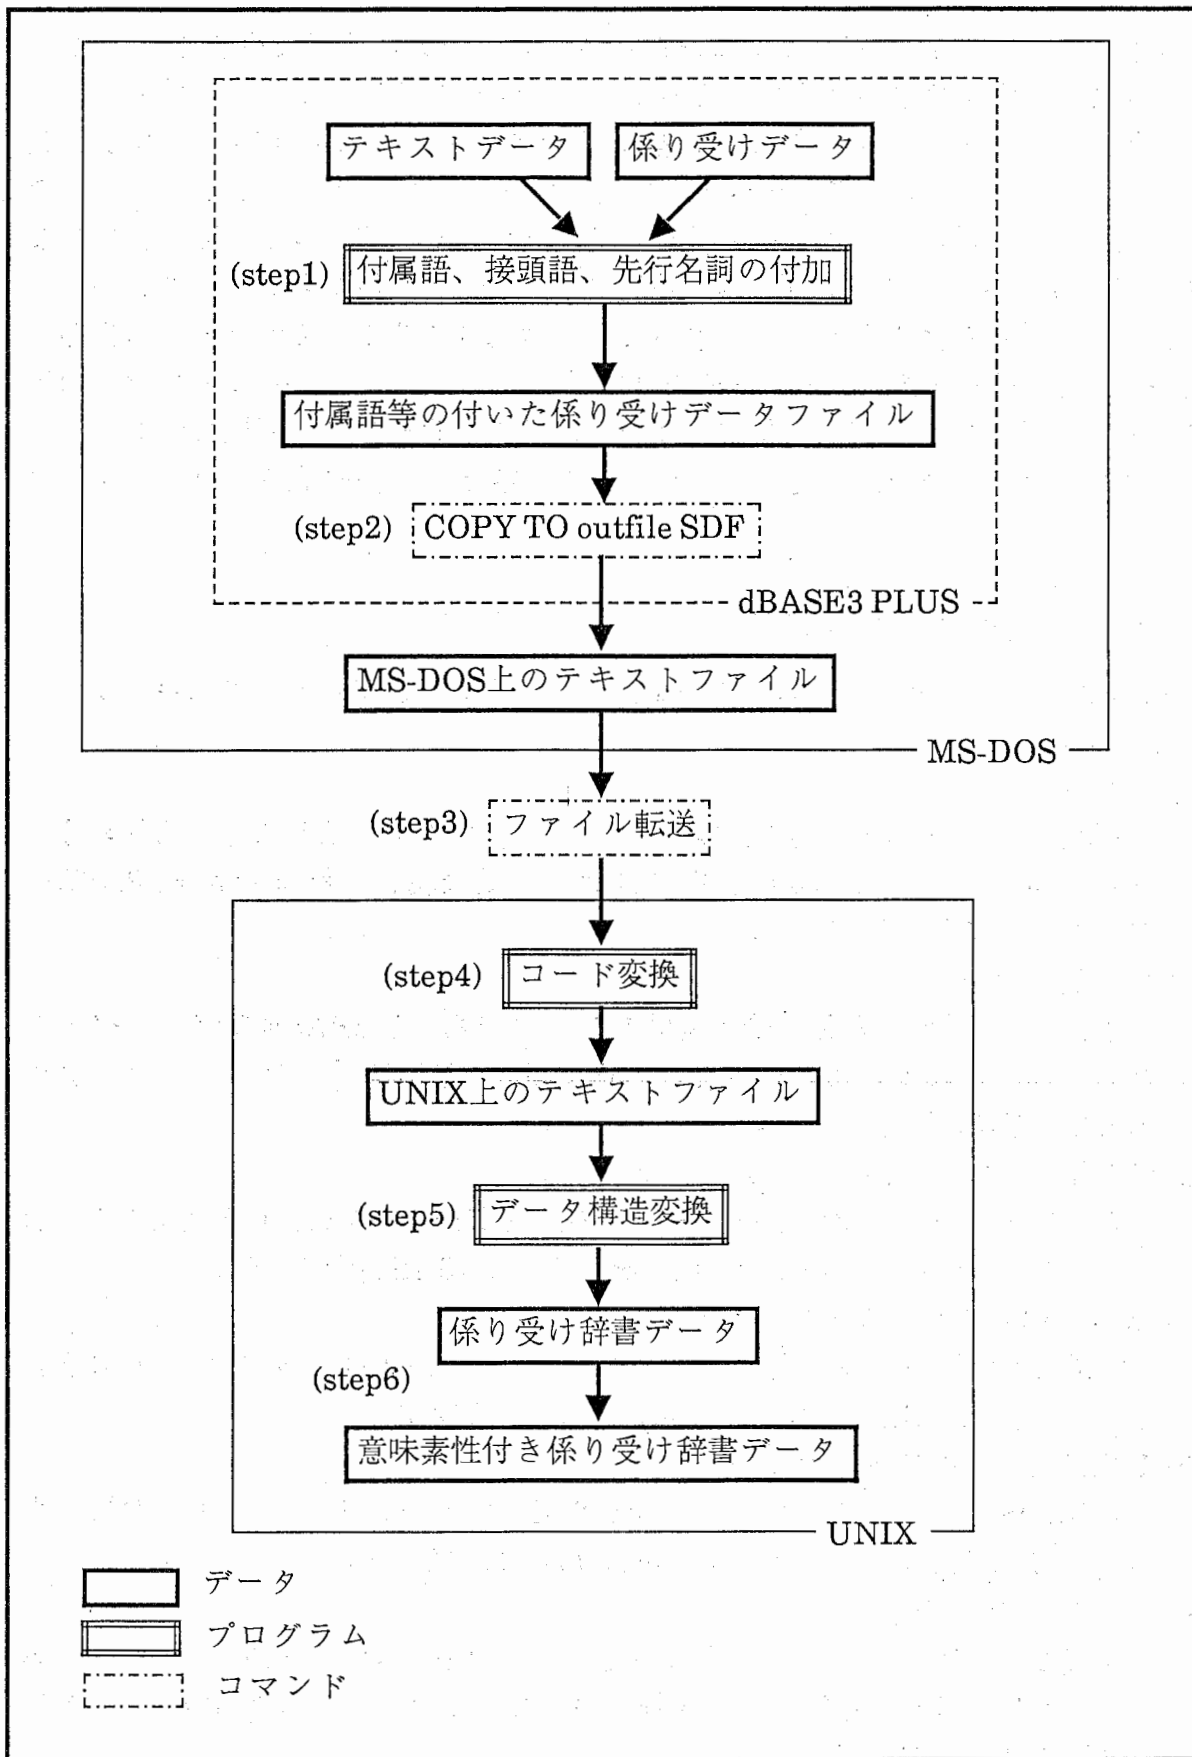 テキストデータ
係り受けデータ
(step1)
付属語、接頭語、先行名詞の付加
付属語等の付いた係り受けデータファイル
(step2)
COPY TO outfile SDF
dBASE3 PLUS
MS-DOS上のテキストファイル
MS-DOS
(step3)
ファイル転送
(step4)
コード変換
UNIX上のテキストファイル
(step5)
データ構造変換
係り受け辞書データ
(step6)
意味素性付き係り受け辞書データ
UNIX
データ
プログラム
コマンド